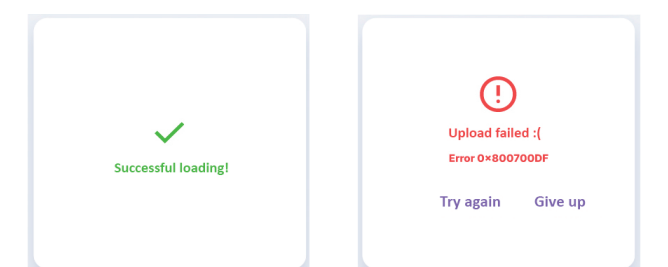 Successful loading!
Upload failed :(
Error 0×800700DF
Try again Give up